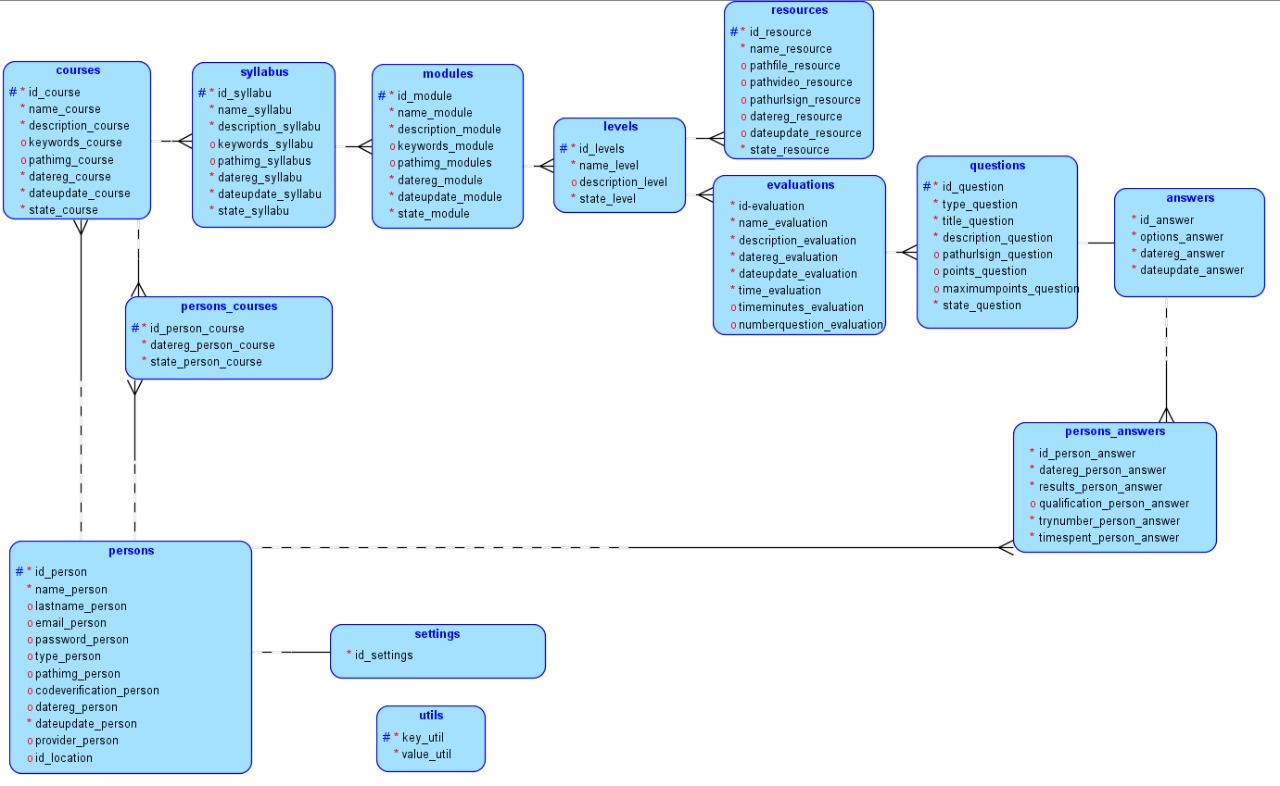 courses
# * id_course
* name_course
* description_course
o keywords_course
o pathimg_course
* datereg_course
* dateupdate_course
* state_course
syllabus
# * id_syllabu
* name_syllabu
* description_syllabu
o keywords_syllabu
o pathimg_syllabus
* datereg_syllabu
* dateupdate_syllabu
* state_syllabu
modules
# * id_module
* name_module
* description_module
o keywords_module
o pathimg_modules
* datereg_module
* dateupdate_module
* state_module
levels
# * id_levels
* name_level
o description_level
* state_level
resources
# * id_resource
* name_resource
o pathfile_resource
o pathvideo_resource
o pathurlsign_resource
o datereg_resource
o dateupdate_resource
* state_resource
evaluations
* id-evaluation
* name_evaluation
* description_evaluation
* datereg_evaluation
* dateupdate_evaluation
* time_evaluation
o timeminutes_evaluation
o numberquestion_evaluation
questions
# * id_question
* type_question
* title_question
* description_question
o pathurlsign_question
o points_question
o maximumpoints_question
* state_question
answers
* id_answer
* options_answer
* datereg_answer
* dateupdate_answer
persons_courses
# * id_person_course
* datereg_person_course
* state_person_course
persons_answers
* id_person_answer
* datereg_person_answer
* results_person_answer
o qualification_person_answer
* trynumber_person_answer
* timespent_person_answer
persons
# * id_person
* name_person
o lastname_person
o email_person
o password_person
o type_person
o pathimg_person
o codeverification_person
o datereg_person
* dateupdate_person
o provider_person
o id_location
settings
* id_settings
utils
# * key_util
* value_util